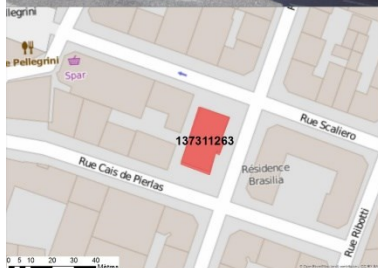 llegrini
e Pellegrini
Spar
137311263
Rue Scaliero
Rue Cais de Pierlas
Résidence
Brasilia
Rue Ribotti
0 5 10 20 30 40